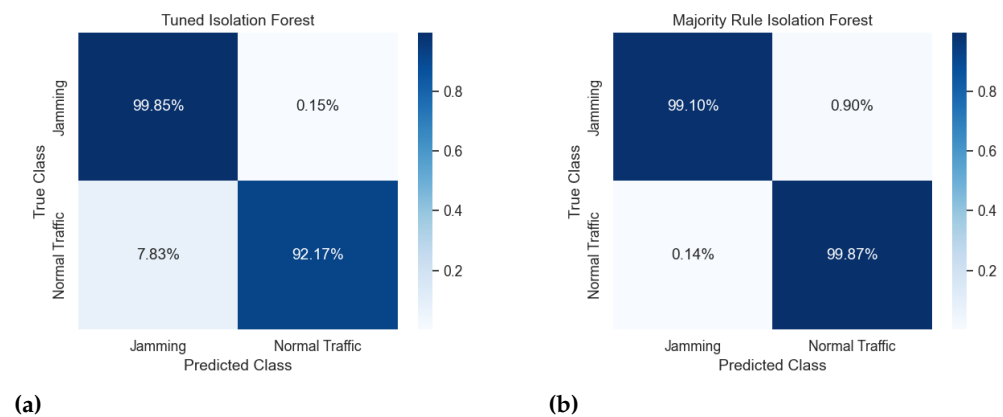 Tuned Isolation Forest
True Class
Jamming
99.85%
0.15%
Normal Traffic
7.83%
92.17%
Jamming
Normal Traffic
Predicted Class
0.8
0.6
0.4
0.2
(a)
Majority Rule Isolation Forest
True Class
Jamming
99.10%
0.90%
Normal Traffic
0.14%
99.87%
Jamming
Normal Traffic
Predicted Class
0.8
0.6
0.4
0.2
(b)